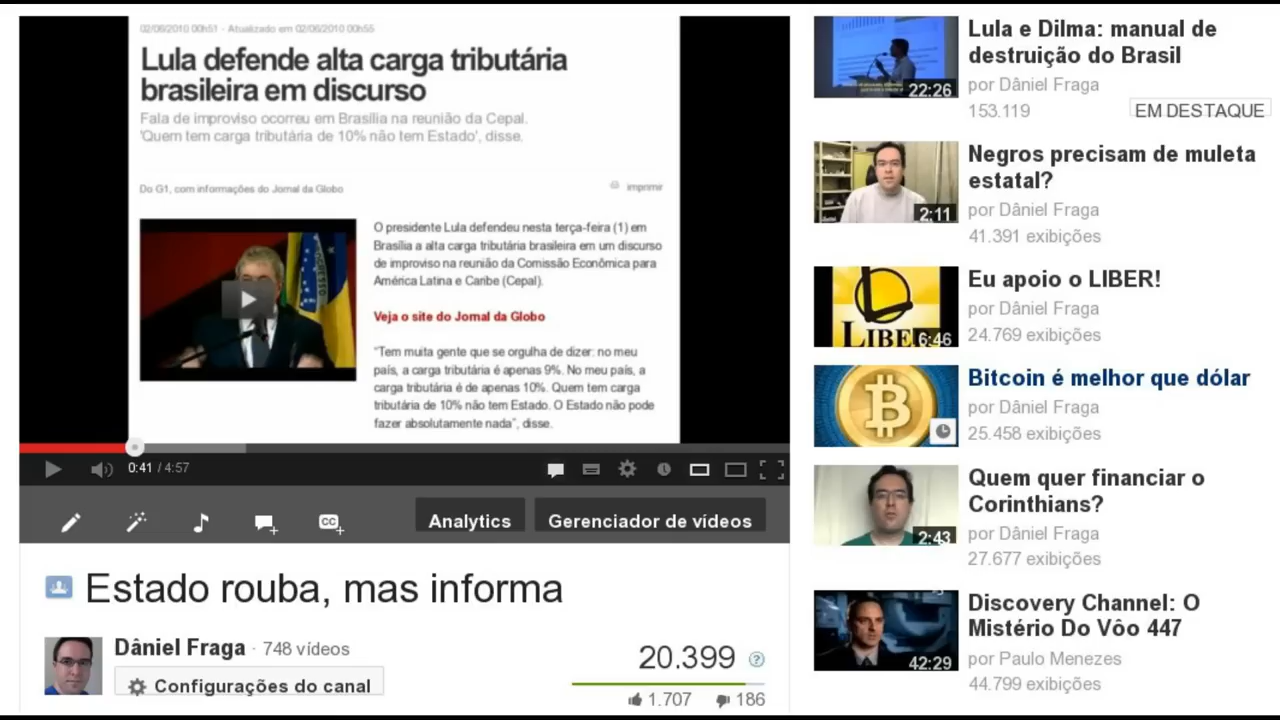 02/06/2010 00h51 - Atualizado em 02/06/2010 00h55
Lula defende alta carga tributária
brasileira em discurso
Fala de improviso ocorreu em Brasília na reunião da Cepal.
'Quem tem carga tributária de 10% não tem Estado', disse.
Do G1, com informações do Jornal da Globo
imprimir
O presidente Lula defendeu nesta terça-feira (1) em
Brasília a alta carga tributária brasileira em um discurso
de improviso na reunião da Comissão Econômica para
América Latina e Caribe (Cepal).
Veja o site do Jornal da Globo
“Tem muita gente que se orgulha de dizer: no meu
país, a carga tributária é apenas 9%. No meu país, a
carga tributária é de apenas 10%. Quem tem carga
tributária de 10% não tem Estado. O Estado não pode
fazer absolutamente nada”, disse.
0:41 / 4:57
CC
Analytics
Gerenciador de vídeos
Estado rouba, mas informa
Dâniel Fraga · 748 vídeos
Configurações do canal
20.399
?
1.707
186
22:26
Lula e Dilma: manual de
destruição do Brasil
por Dâniel Fraga
153.119
EM DESTAQUE
2:11
Negros precisam de muleta
estatal?
por Dâniel Fraga
41.391 exibições
LIBER
6:46
Eu apoio o LIBER!
por Dâniel Fraga
24.769 exibições
Bitcoin é melhor que dólar
por Dâniel Fraga
25.458 exibições
2:43
Quem quer financiar o
Corinthians?
por Dâniel Fraga
27.677 exibições
42:29
Discovery Channel: O
Mistério Do Vôo 447
por Paulo Menezes
44.799 exibições